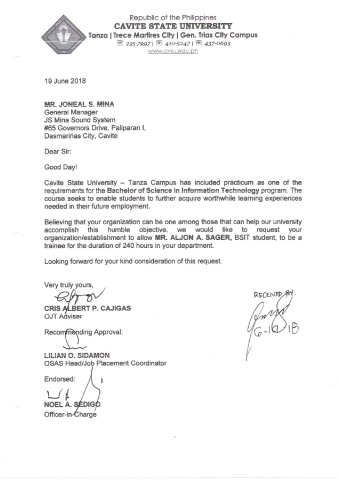 Republic of the Philippines
CAVITE STATE UNIVERSITY
Tanza | Trece Martires City | Gen. Trias City Campus
☏ 235-7997 | ☏ 410-5247 | ☏ 437-0693
www.cvsu.edu.ph
19 June 2018
MR. JONEAL S. MINA
General Manager
JS Mina Sound System
#65 Governors Drive, Paliparan I,
Dasmariñas City, Cavite
Dear Sir:
Good Day!
Cavite State University – Tanza Campus has included practicum as one of the
requirements for the Bachelor of Science in Information Technology program. The
course seeks to enable students to further acquire worthwhile learning experiences
needed in their future employment.
Believing that your organization can be one among those that can help our university
accomplish this humble objective, we would like to request your
organization/establishment to allow MR. ALJON A. SAGER, BSIT student, to be a
trainee for the duration of 240 hours in your department.
Looking forward for your kind consideration of this request.
Very truly yours,
CRIS ALBERT P. CAJIGAS
OJT Adviser
RECEIVED BY:
Recommending Approval:
LILIAN O. SIDAMON
OSAS Head/Job Placement Coordinator
Endorsed:
NOEL A. SEDIGO
Officer-in-Charge